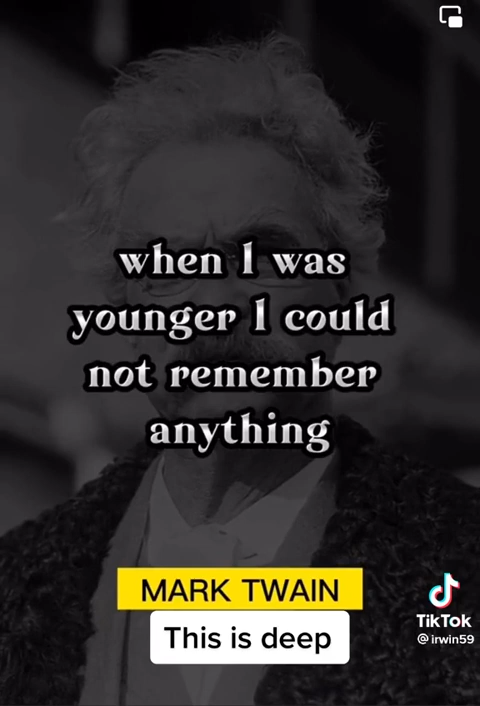 when I was
younger I could
not remember
anything
MARK TWAIN
This is deep
TikTok
@irwin59